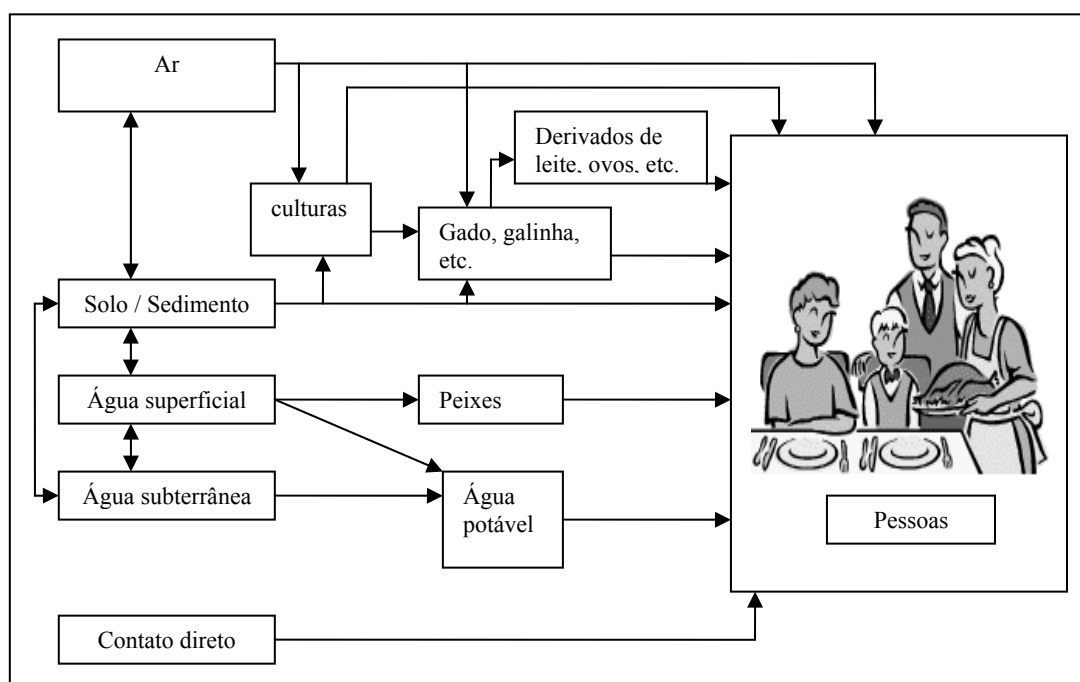 Ar
Derivados de
leite, ovos, etc.
culturas
Gado, galinha,
etc.
Solo / Sedimento
Água superficial
Peixes
Água subterrânea
Água
potável
Pessoas
Contato direto